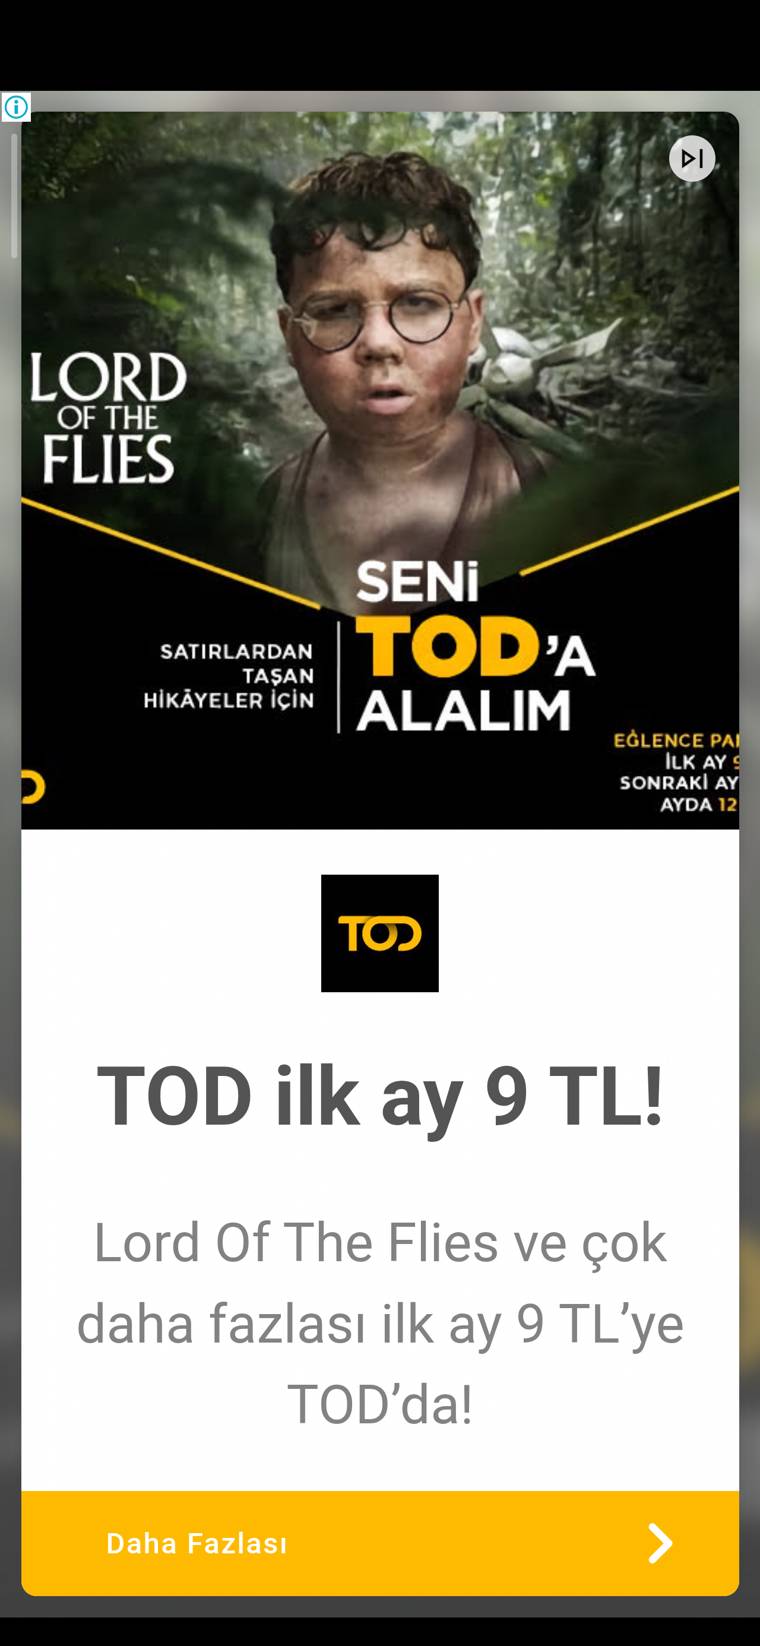 LORD
OF THE
FLIES
SENİ
TOD'A
ALALIM
SATIRLARDAN
TAŞAN
HİKÂYELER İÇİN
EĞLENCE
İLK AY
SONRAKİ
AYDA
TOD
TOD ilk ay 9 TL!
Lord Of The Flies ve çok
daha fazlası ilk ay 9 TL’ye
TOD’da!
Daha Fazlası